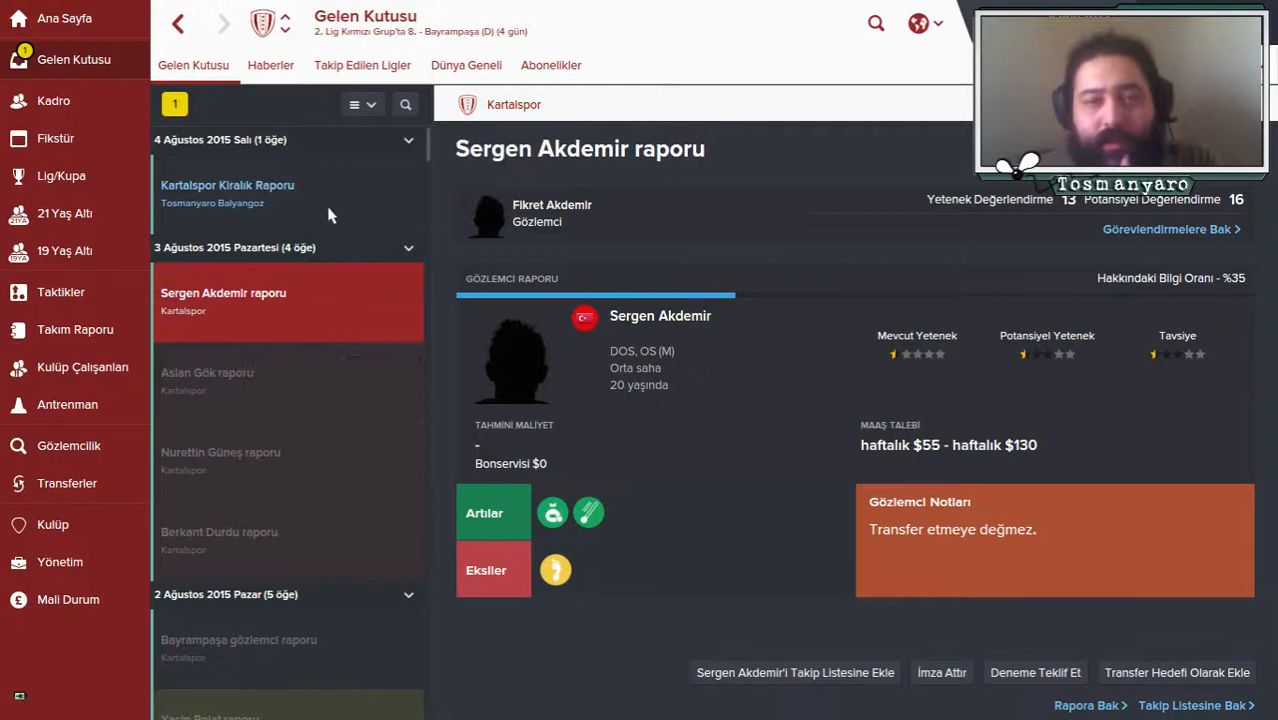 Ana Sayfa
1
Gelen Kutusu
Kadro
Fikstür
Lig/Kupa
21YA
21 Yaş Altı
19YA
19 Yaş Altı
Taktikler
Takım Raporu
Kulüp Çalışanları
Antrenman
Gözlemcilik
Transferler
Kulüp
Yönetim
Mali Durum
Gelen Kutusu
2. Lig Kırmızı Grup'ta 8. - Bayrampaşa (D) (4 gün)
Gelen Kutusu Haberler Takip Edilen Ligler Dünya Geneli Abonelikler
1
4 Ağustos 2015 Salı (1 öğe)
Kartalspor Kiralık Raporu
Tosmanyaro Balyangoz
3 Ağustos 2015 Pazartesi (4 öğe)
Sergen Akdemir raporu
Kartalspor
Aslan Gök raporu
Kartalspor
Nurettin Güneş raporu
Kartalspor
Berkant Durdu raporu
Kartalspor
2 Ağustos 2015 Pazar (5 öğe)
Bayrampaşa gözlemci raporu
Kartalspor
Yasin Polat raporu
Kartalspor
Sergen Akdemir raporu
Tosmanyaro
Fikret Akdemir
Gözlemci
Yetenek Değerlendirme 13 Potansiyel Değerlendirme 16
Görevlendirmelere Bak >
GÖZLEMCİ RAPORU
Hakkındaki Bilgi Oranı - %35
Sergen Akdemir
DOS, OS (M)
Orta saha
20 yaşında
Mevcut Yetenek Potansiyel Yetenek Tavsiye
TAHMİNİ MALİYET
-
Bonservisi $0
MAAŞ TALEBİ
haftalık $55 - haftalık $130
Artılar
Eksiler
Gözlemci Notları
Transfer etmeye değmez.
Sergen Akdemir'i Takip Listesine Ekle İmza Attır Deneme Teklif Et Transfer Hedefi Olarak Ekle
Rapora Bak > Takip Listesine Bak >